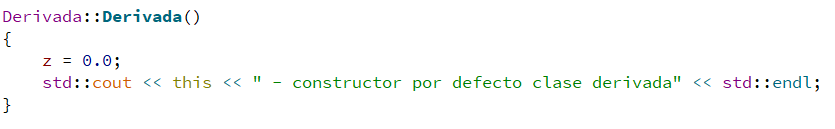 Derivada::Derivada()
{
    z = 0.0;
    std::cout << this << " - constructor por defecto clase derivada" << std::endl;
}